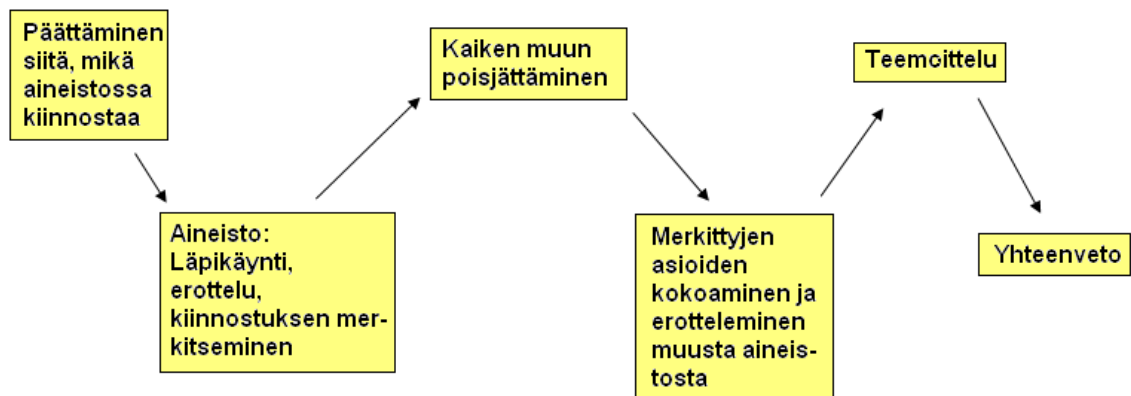 Päättäminen
siitä, mikä
aineistossa
kiinnostaa
Aineisto:
Läpikäynti,
erottelu,
kiinnostuksen mer-
kitseminen
Kaiken muun
poisjättäminen
Merkittyjen
asioiden
kokoaminen ja
erotteleminen
muusta aineis-
tosta
Teemoittelu
Yhteenveto